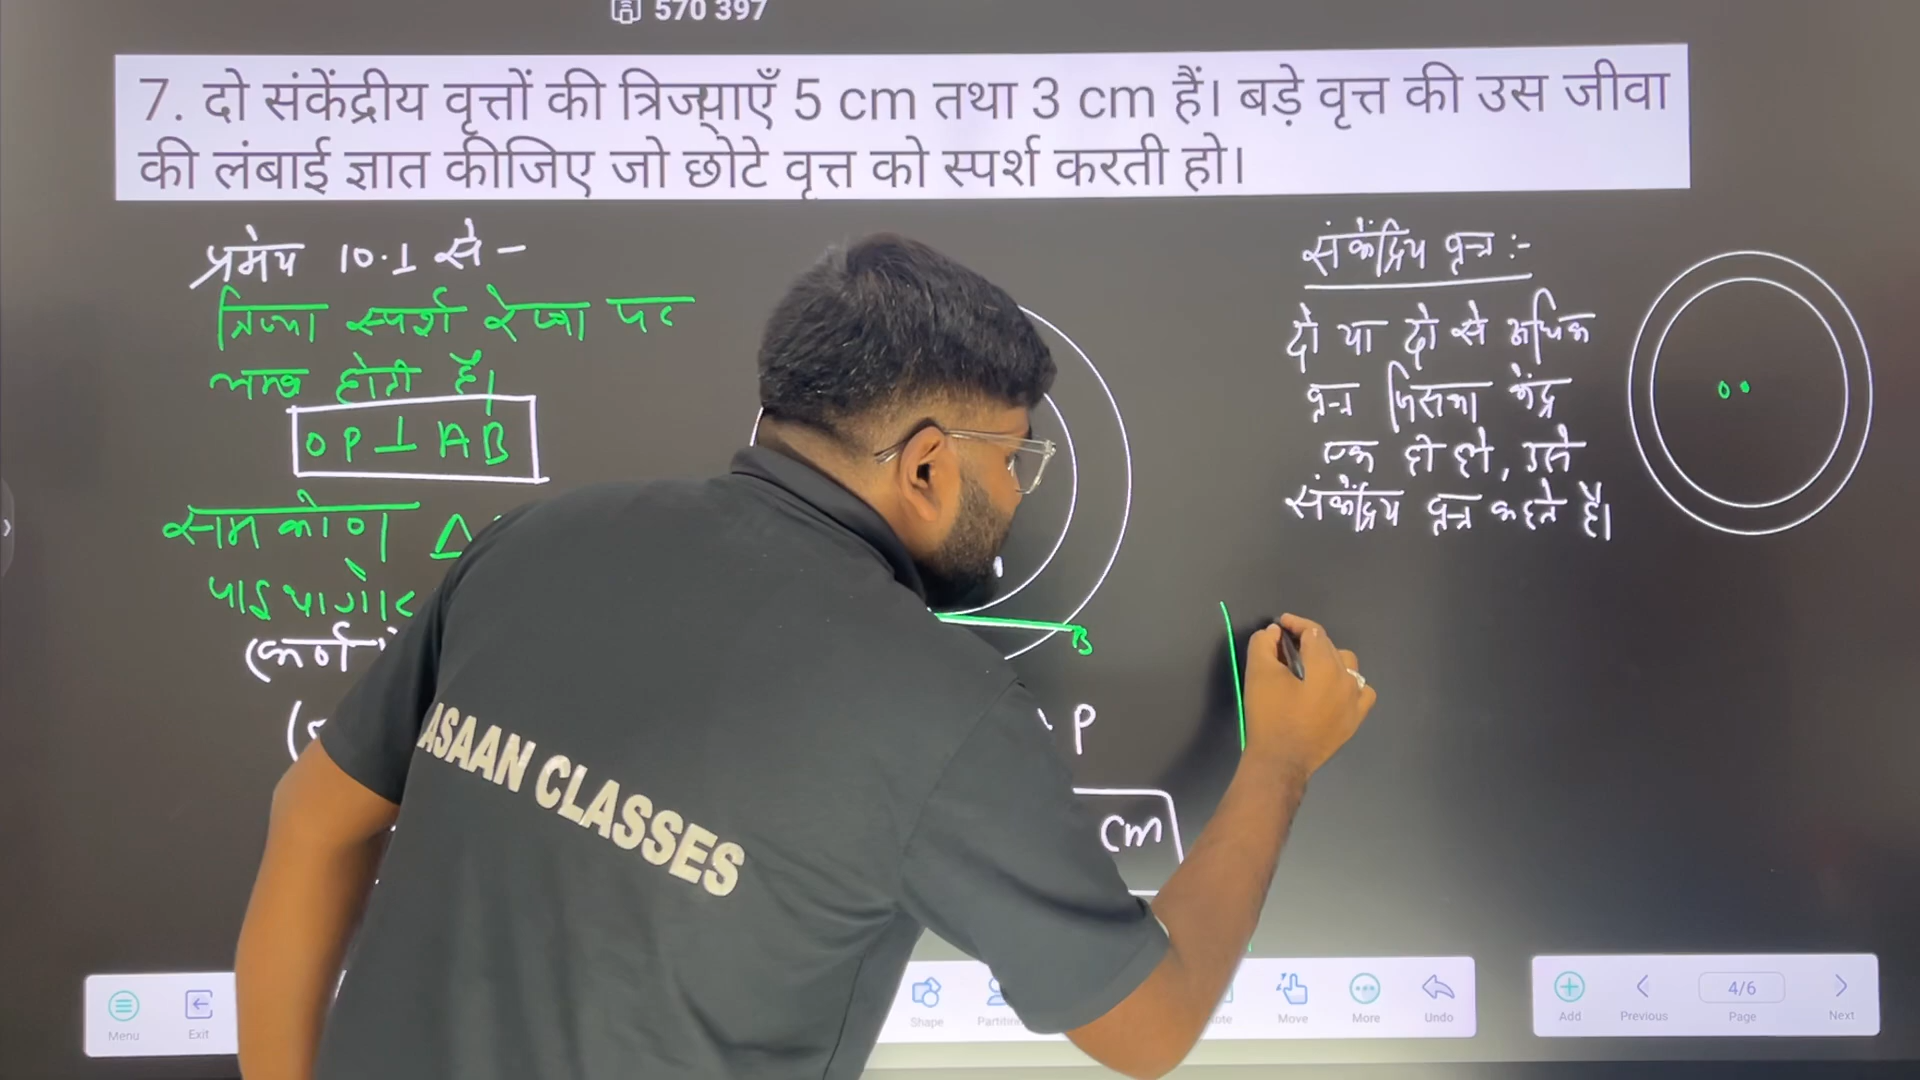 570 397
7. दो संकेंद्रीय वृत्तों की त्रिज्याएँ 5 cm तथा 3 cm हैं। बड़े वृत्त की उस जीवा
की लंबाई ज्ञात कीजिए जो छोटे वृत्त को स्पर्श करती हो।
प्रमेय 10.1 से -
त्रिज्या स्पर्श रेखा पर
लम्ब होती है।
OP ⊥ AB
समकोण Δ
पाइथागोर
(कर्ण
B
P
cm
संकेंद्रिय वृत्त :-
दो या दो से अधिक
वृत्त जिसका केंद्र
एक ही हो, उसे
संकेंद्रिय वृत्त कहते हैं।
ASAAN CLASSES
Menu
Exit
Shape
Move
More
Undo
Add
Previous
4/6
Page
Next